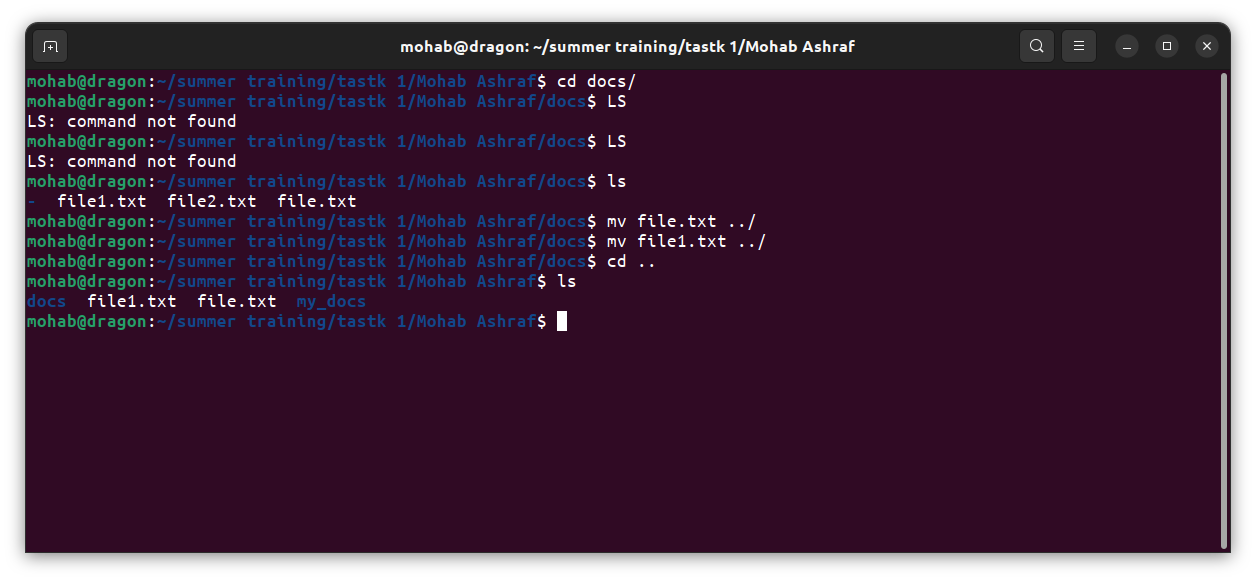 mohab@dragon: ~/summer training/tastk 1/Mohab Ashraf
mohab@dragon:~/summer training/tastk 1/Mohab Ashraf$ cd docs/
mohab@dragon:~/summer training/tastk 1/Mohab Ashraf/docs$ LS
LS: command not found
mohab@dragon:~/summer training/tastk 1/Mohab Ashraf/docs$ LS
LS: command not found
mohab@dragon:~/summer training/tastk 1/Mohab Ashraf/docs$ ls
-  file1.txt  file2.txt  file.txt
mohab@dragon:~/summer training/tastk 1/Mohab Ashraf/docs$ mv file.txt ../
mohab@dragon:~/summer training/tastk 1/Mohab Ashraf/docs$ mv file1.txt ../
mohab@dragon:~/summer training/tastk 1/Mohab Ashraf/docs$ cd ..
mohab@dragon:~/summer training/tastk 1/Mohab Ashraf$ ls
docs  file1.txt  file.txt  my_docs
mohab@dragon:~/summer training/tastk 1/Mohab Ashraf$